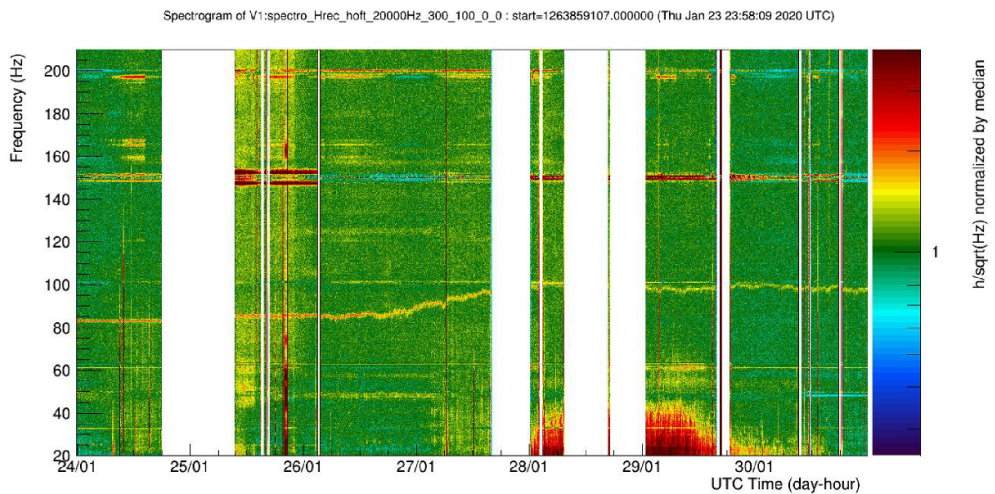 Spectrogram of V1:spectro_Hrec_hoft_20000Hz_300_100_0_0 : start=1263859107.000000 (Thu Jan 23 23:58:09 2020 UTC)
Frequency (Hz)
200
180
160
140
120
100
80
60
40
20
24/01 25/01 26/01 27/01 28/01 29/01 30/01
UTC Time (day-hour)
1
h/sqrt(Hz) normalized by median